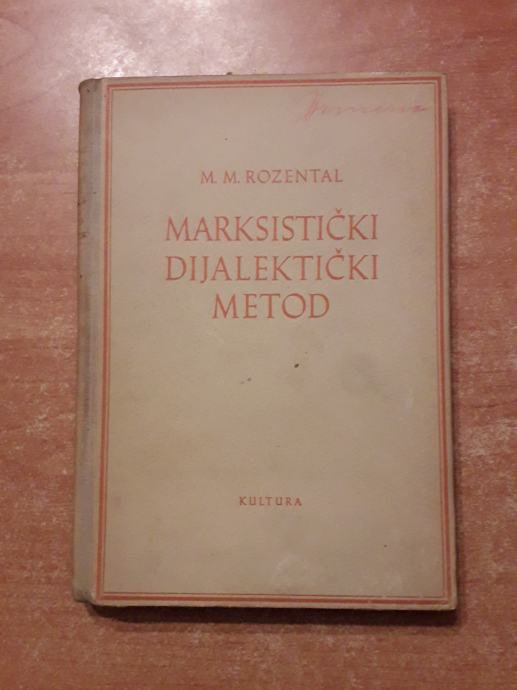 M. M. ROZENTAL
MARKSISTIČKI
DIJALEKTIČKI
METOD
KULTURA